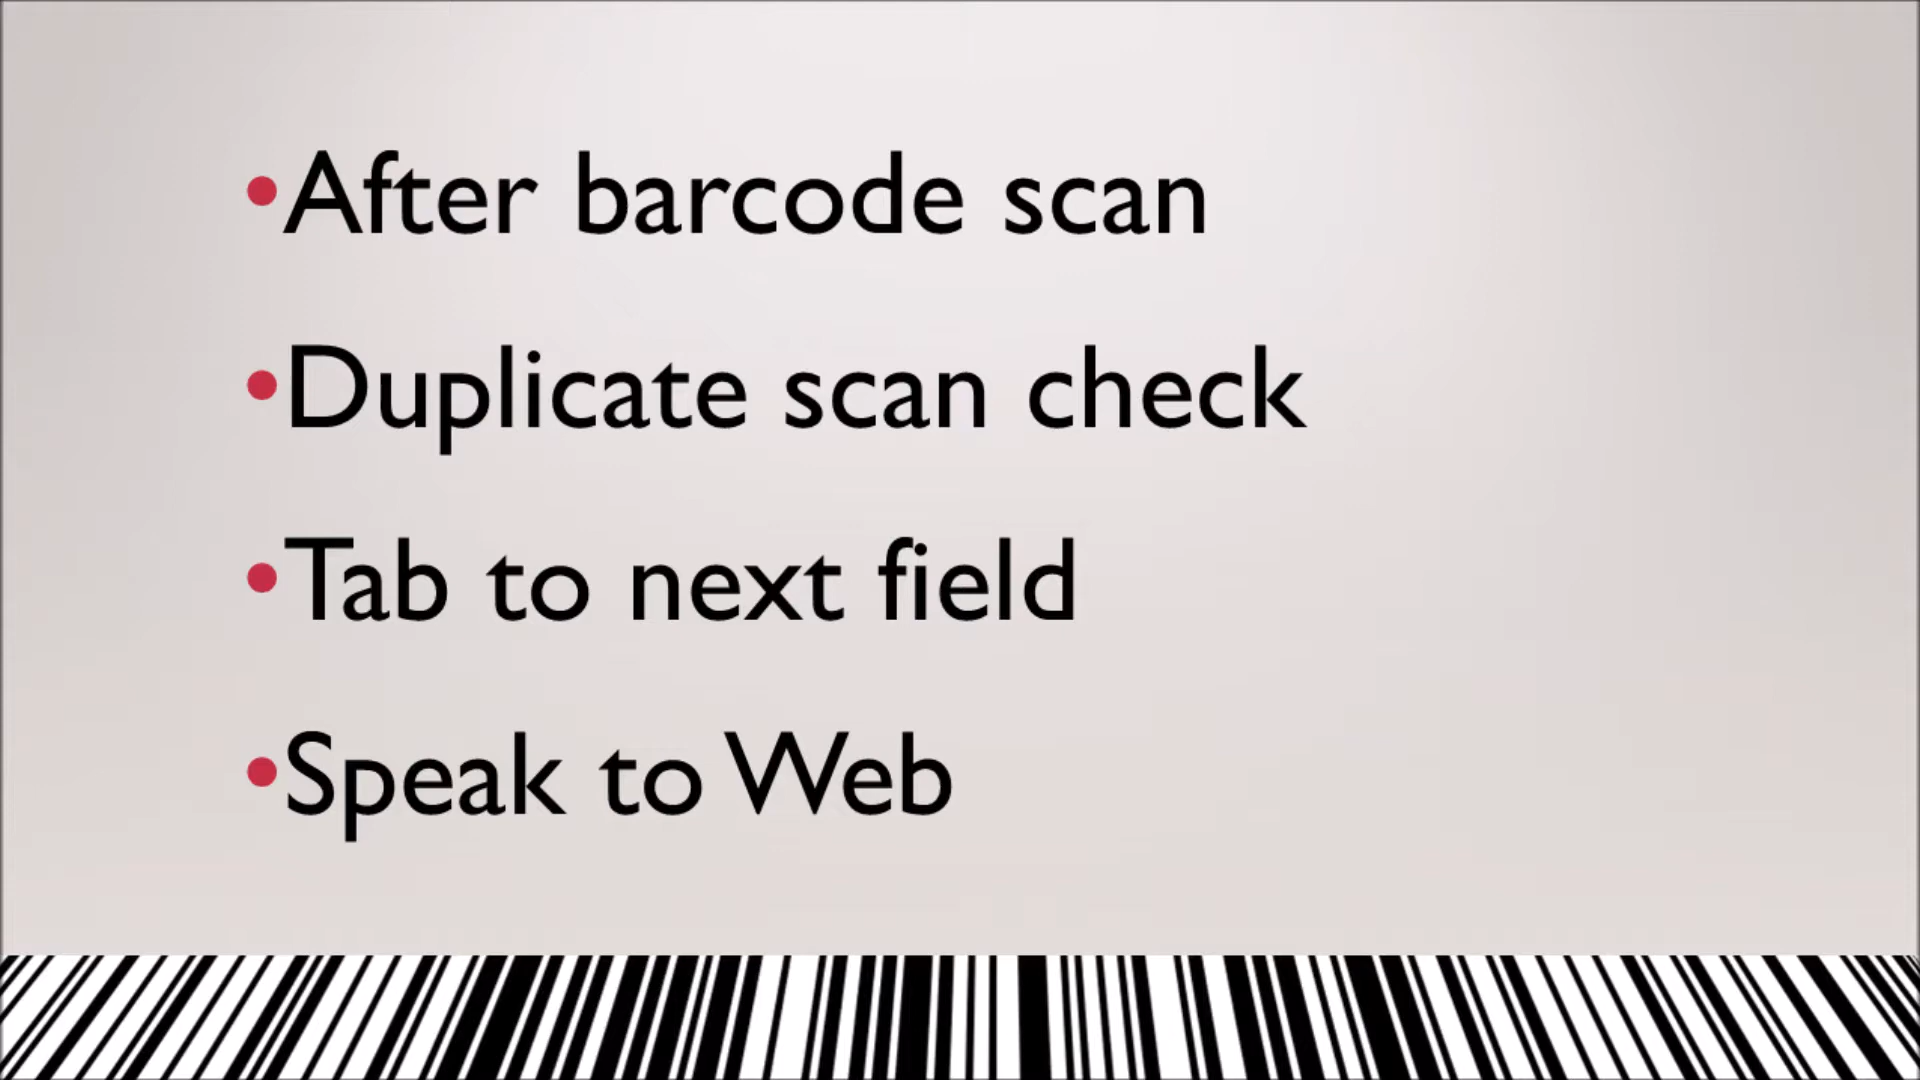 •After barcode scan
•Duplicate scan check
•Tab to next field
•Speak to Web